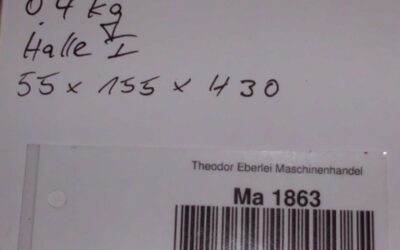 0.4 kg
Halle I
55 x 155 x 430
Theodor Eberlei Maschinenhandel
Ma 1863